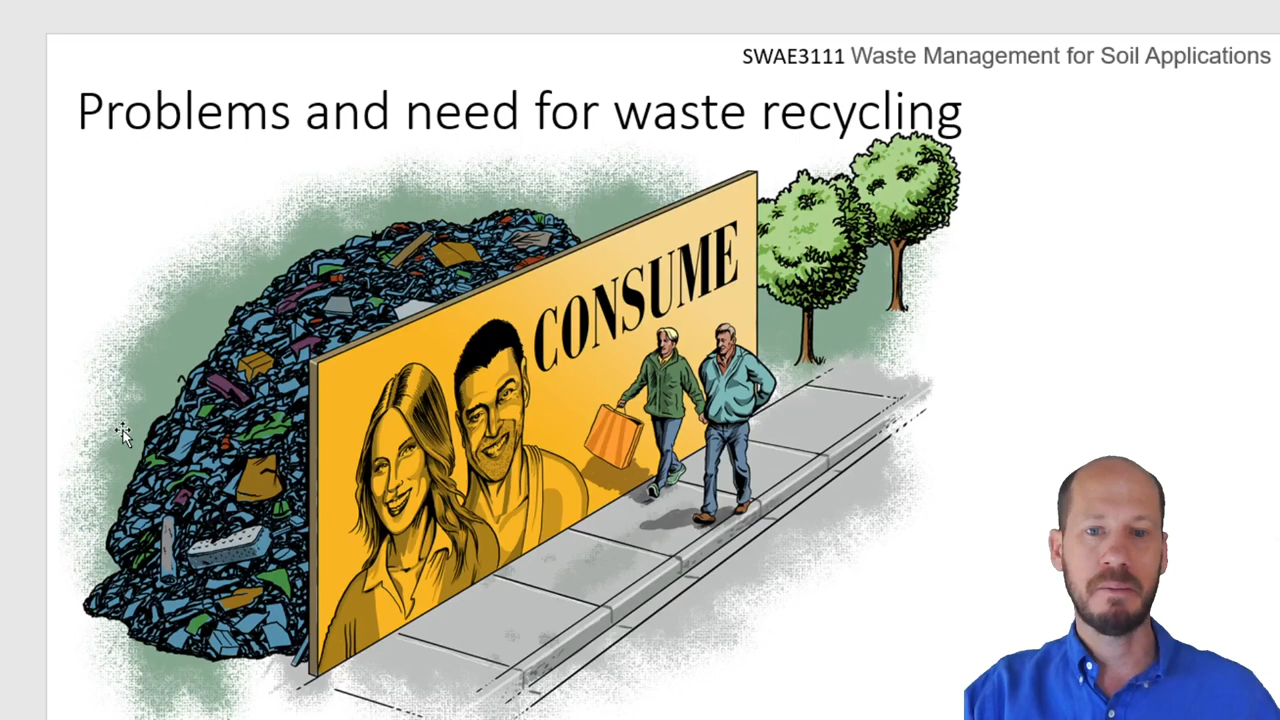 SWAE3111 Waste Management for Soil Applications
Problems and need for waste recycling
CONSUME